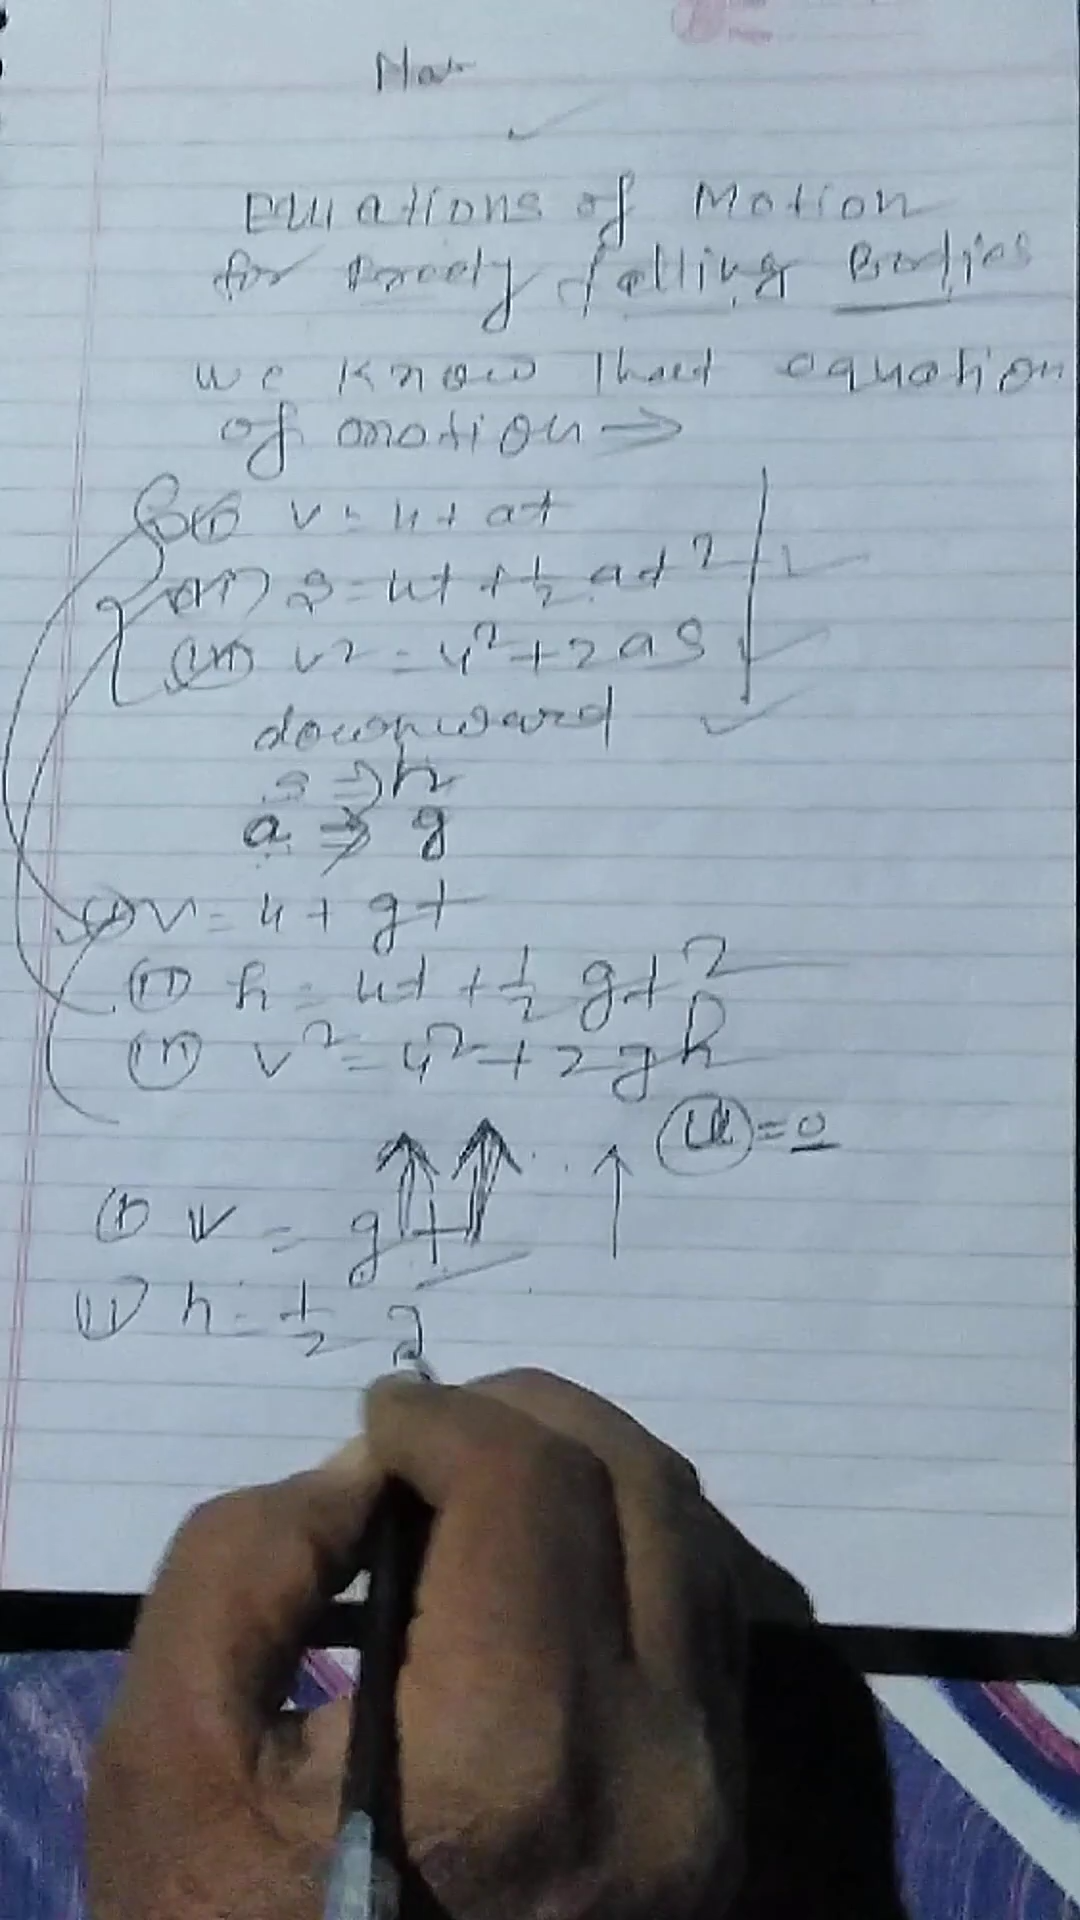 Equations of Motion
for Freely falling Bodies
we know that equation
of motion →
(i) v = u + at
(ii) S = ut + 1/2 at²
(iii) v2 = u² + 2as
downward
s ⇒ h
a ⇒ g
(i) v = u + gt
(ii) h = ut + 1/2 gt²
(iii) v² = u² + 2gh
u = 0
(i) v = gt
(ii) h = 1/2 g